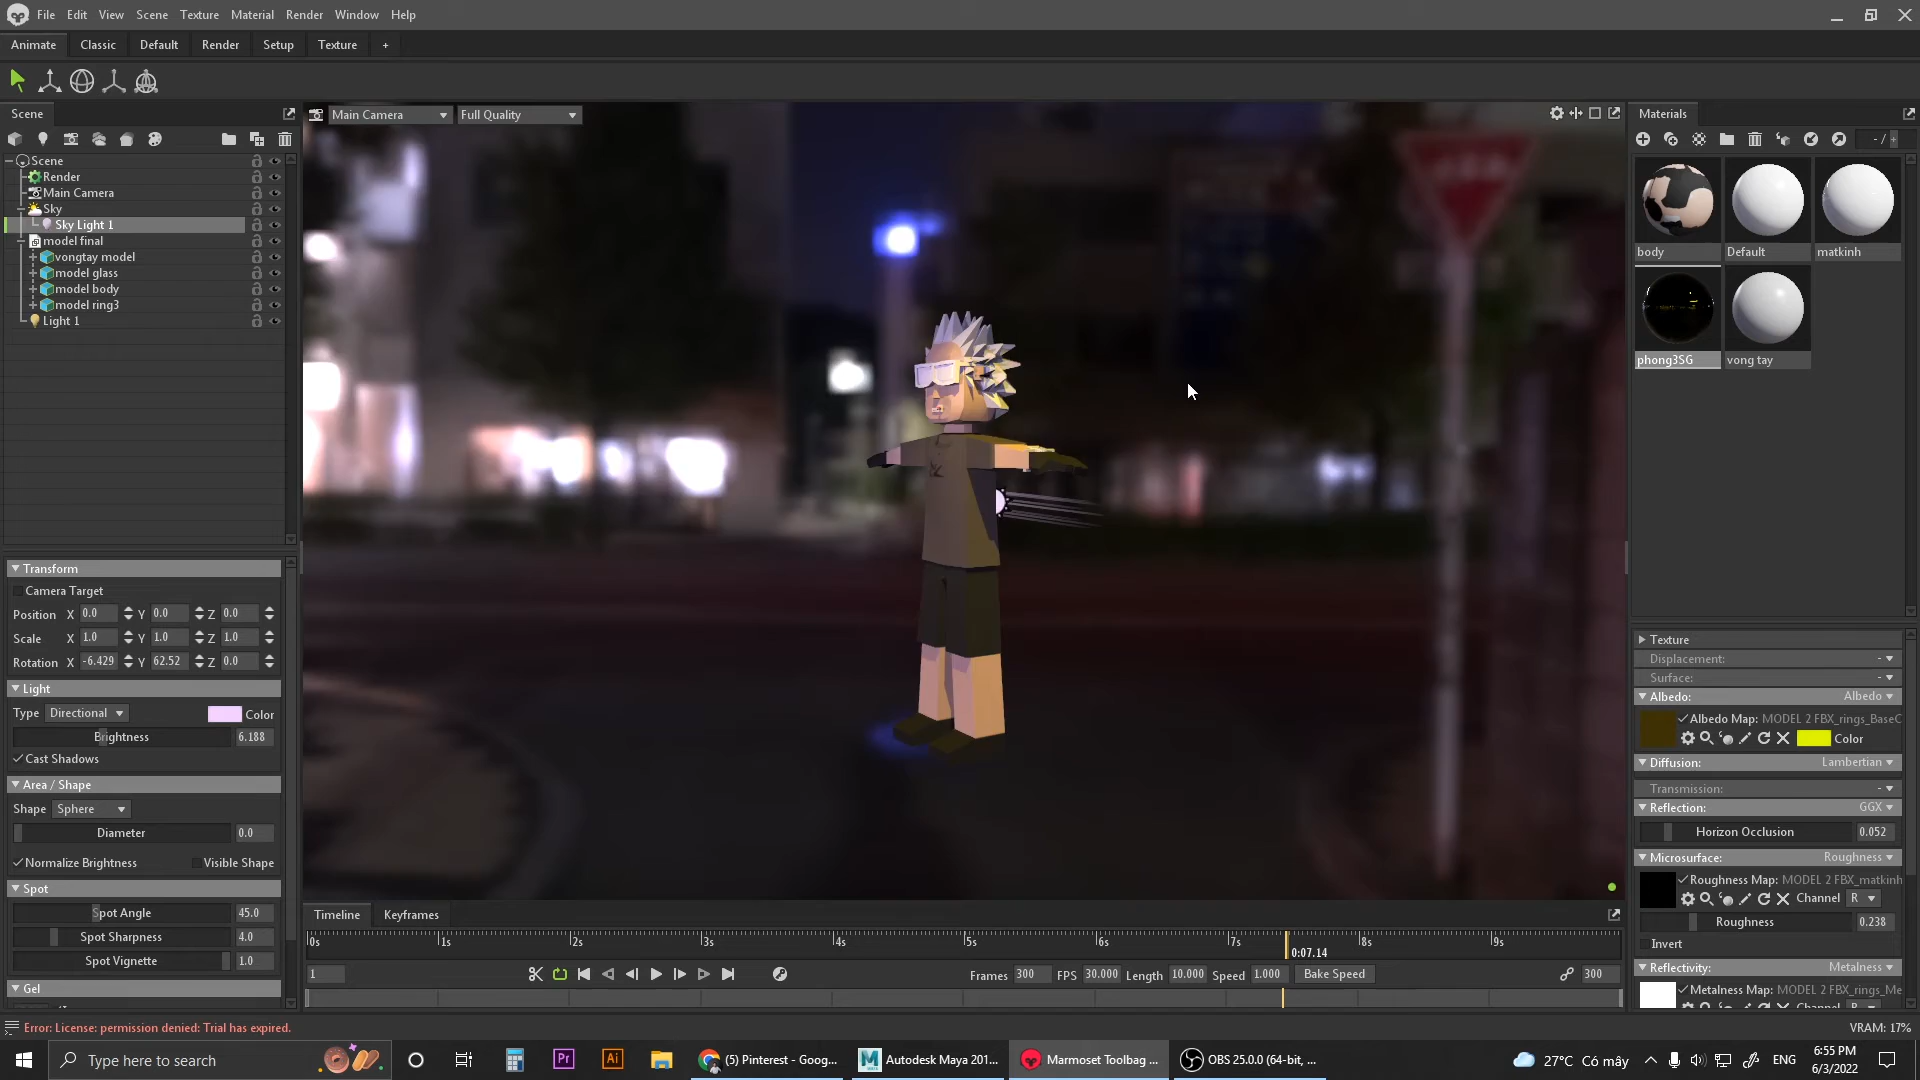 File Edit View Scene Texture Material Render Window Help
Animate Classic Default Render Setup Texture +
Scene
Main Camera Full Quality
Materials
- / +
Scene
Render
Main Camera
Sky
Sky Light 1
model final
vongtay model
model glass
model body
model ring3
Light 1
body Default matkinh
phong3SG vong tay
Transform
Camera Target
Position X 0.0 Y 0.0 Z 0.0
Scale X 1.0 Y 1.0 Z 1.0
Rotation X -6.429 Y 62.52 Z 0.0
Light
Type Directional Color
Brightness 6.188
Cast Shadows
Area / Shape
Shape Sphere
Diameter 0.0
Normalize Brightness Visible Shape
Spot
Spot Angle 45.0
Spot Sharpness 4.0
Spot Vignette 1.0
Gel
Texture
Displacement: -
Surface: -
Albedo: Albedo
Albedo Map: MODEL 2 FBX_rings_BaseC
Color
Diffusion: Lambertian
Transmission: -
Reflection: GGX
Horizon Occlusion 0.052
Microsurface: Roughness
Roughness Map: MODEL 2 FBX_matkinh
Channel R
Roughness 0.238
Invert
Reflectivity: Metalness
Metalness Map: MODEL 2 FBX_rings_Me
Timeline Keyframes
0s 1s 2s 3s 4s 5s 6s 7s 8s 9s
0:07.14
1 Frames 300 FPS 30.000 Length 10.000 Speed 1.000 Bake Speed 300
Error: License: permission denied: Trial has expired.
VRAM: 17%
Type here to search
Pr
Ai
(5) Pinterest - Goog...
Autodesk Maya 201...
Marmoset Toolbag ...
OBS 25.0.0 (64-bit, ...
27°C Có mây
ENG
6:55 PM
6/3/2022